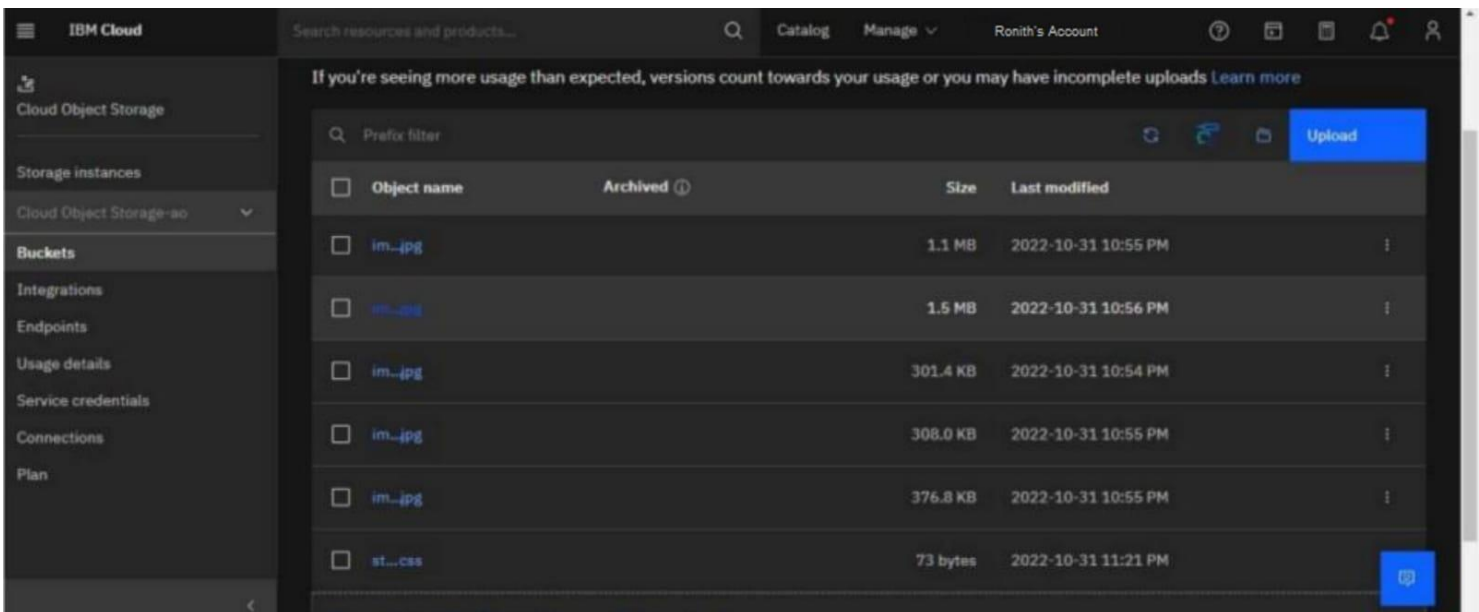 IBM Cloud Search resources and products... Catalog Manage Ronith's Account
Cloud Object Storage
Storage instances
Cloud Object Storage-ao
Buckets
Integrations
Endpoints
Usage details
Service credentials
Connections
Plan
If you're seeing more usage than expected, versions count towards your usage or you may have incomplete uploads Learn more
Prefix filter Upload
Object name Archived Size Last modified
im...jpg 1.1 MB 2022-10-31 10:55 PM
1.5 MB 2022-10-31 10:56 PM
im...jpg 301.4 KB 2022-10-31 10:54 PM
im...jpg 308.0 KB 2022-10-31 10:55 PM
im...jpg 376.8 KB 2022-10-31 10:55 PM
st...css 73 bytes 2022-10-31 11:21 PM